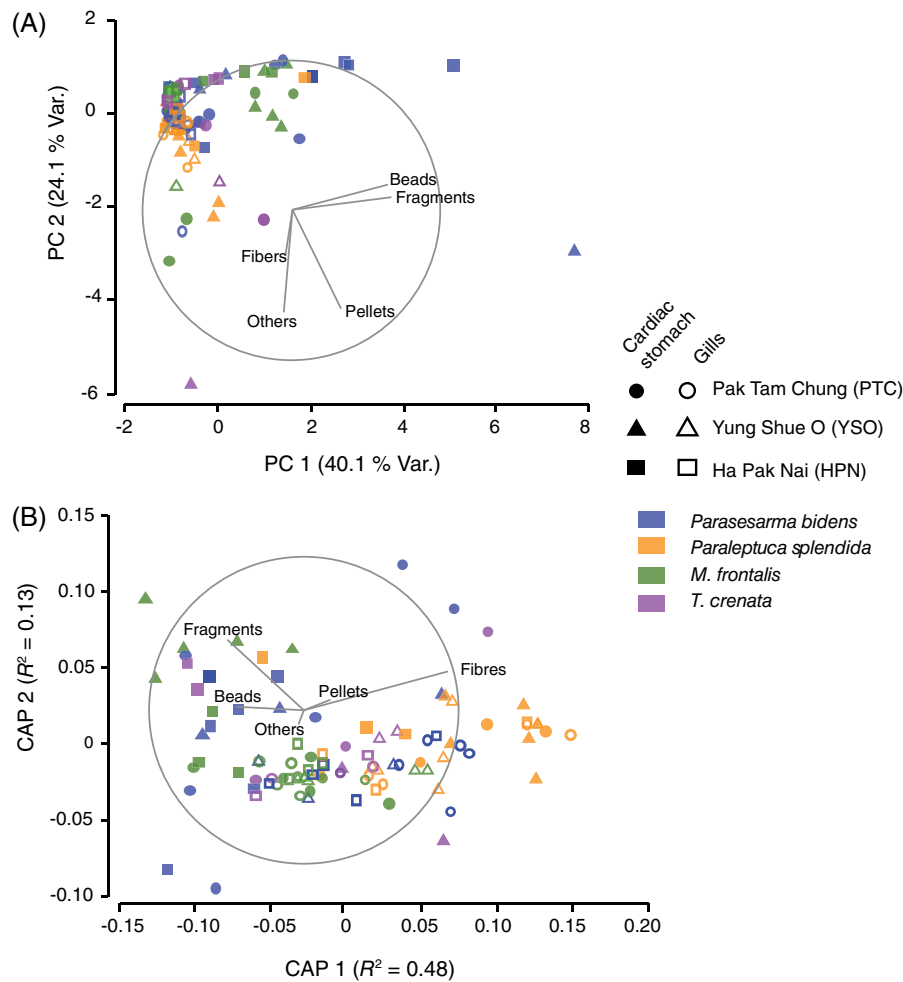 (A)
2
0
-2
-4
-6
PC 2 (24.1 % Var.)
Beads
Fragments
Fibers
Others
Pellets
-2
0
2
4
6
8
PC 1 (40.1 % Var.)
Cardiac
stomach
Gills
Pak Tam Chung (PTC)
Yung Shue O (YSO)
Ha Pak Nai (HPN)
Parasesarma bidens
Paraleptuca splendida
M. frontalis
T. crenata
(B)
0.15
0.10
0.05
0
-0.05
-0.10
CAP 2 (R² = 0.13)
Fragments
Fibres
Beads
Pellets
Others
-0.15
-0.10
-0.05
0
0.05
0.10
0.15
0.20
CAP 1 (R² = 0.48)